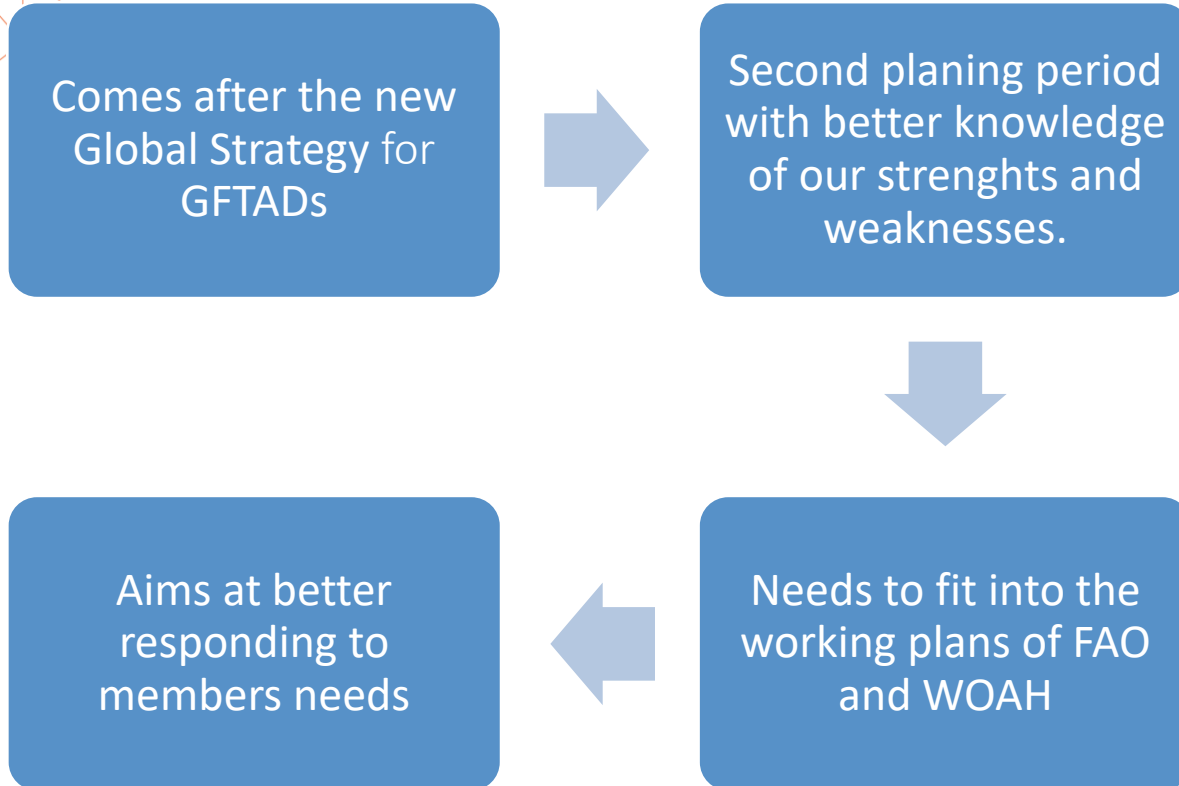 Comes after the new
Global Strategy for
GFTADs
Second planing period
with better knowledge
of our strenghts and
weaknesses.
Needs to fit into the
working plans of FAO
and WOAH
Aims at better
responding to
members needs